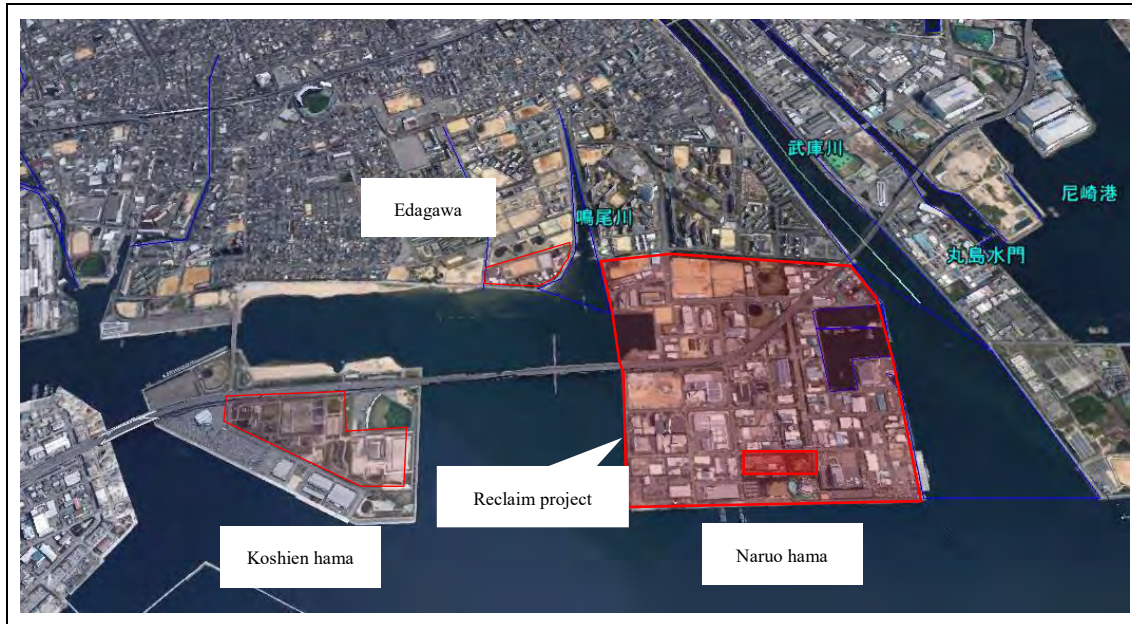 武庫川
尼崎港
Edagawa
鳴尾川
丸島水門
Reclaim project
Koshien hama
Naruo hama